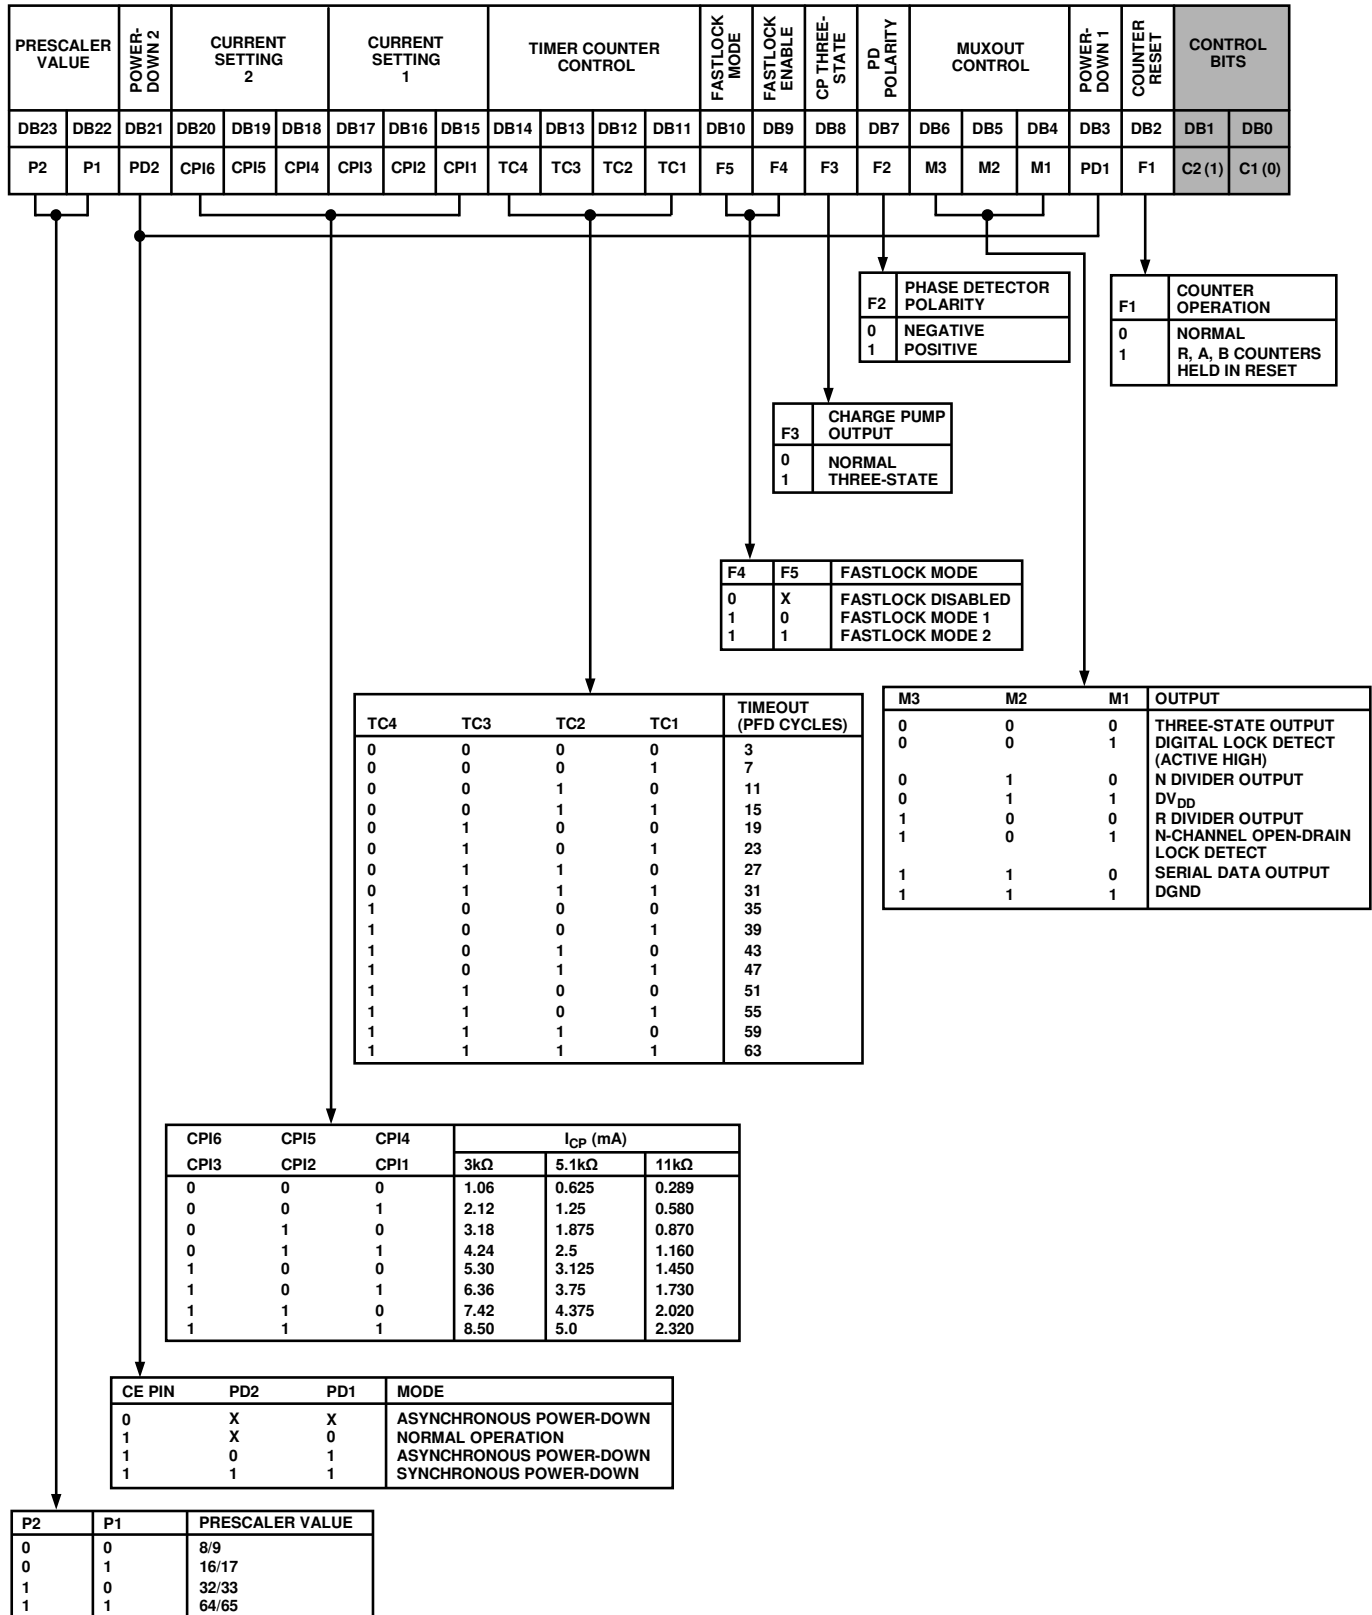 PRESCALER VALUE
POWER-DOWN 2
CURRENT SETTING 2
CURRENT SETTING 1
TIMER COUNTER CONTROL
FASTLOCK MODE
FASTLOCK ENABLE
CP THREE-STATE
PD POLARITY
MUXOUT CONTROL
POWER-DOWN 1
COUNTER RESET
CONTROL BITS
DB23 DB22 DB21 DB20 DB19 DB18 DB17 DB16 DB15 DB14 DB13 DB12 DB11 DB10 DB9 DB8 DB7 DB6 DB5 DB4 DB3 DB2 DB1 DB0
P2 P1 PD2 CPI6 CPI5 CPI4 CPI3 CPI2 CPI1 TC4 TC3 TC2 TC1 F5 F4 F3 F2 M3 M2 M1 PD1 F1 C2 (1) C1 (0)
F2 PHASE DETECTOR POLARITY
0 NEGATIVE
1 POSITIVE
F1 COUNTER OPERATION
0 NORMAL
1 R, A, B COUNTERS
HELD IN RESET
F3 CHARGE PUMP OUTPUT
0 NORMAL
1 THREE-STATE
F4 F5 FASTLOCK MODE
0 X FASTLOCK DISABLED
1 0 FASTLOCK MODE 1
1 1 FASTLOCK MODE 2
TC4 TC3 TC2 TC1 TIMEOUT (PFD CYCLES)
0 0 0 0 3
0 0 0 1 7
0 0 1 0 11
0 0 1 1 15
0 1 0 0 19
0 1 0 1 23
0 1 1 0 27
0 1 1 1 31
1 0 0 0 35
1 0 0 1 39
1 0 1 0 43
1 0 1 1 47
1 1 0 0 51
1 1 0 1 55
1 1 1 0 59
1 1 1 1 63
M3 M2 M1 OUTPUT
0 0 0 THREE-STATE OUTPUT
0 0 1 DIGITAL LOCK DETECT
(ACTIVE HIGH)
0 1 0 N DIVIDER OUTPUT
0 1 1 DVDD
1 0 0 R DIVIDER OUTPUT
1 0 1 N-CHANNEL OPEN-DRAIN
LOCK DETECT
1 1 0 SERIAL DATA OUTPUT
1 1 1 DGND
CPI6 CPI5 CPI4 ICP (mA)
CPI3 CPI2 CPI1 3kΩ 5.1kΩ 11kΩ
0 0 0 1.06 0.625 0.289
0 0 1 2.12 1.25 0.580
0 1 0 3.18 1.875 0.870
0 1 1 4.24 2.5 1.160
1 0 0 5.30 3.125 1.450
1 0 1 6.36 3.75 1.730
1 1 0 7.42 4.375 2.020
1 1 1 8.50 5.0 2.320
CE PIN PD2 PD1 MODE
0 X X ASYNCHRONOUS POWER-DOWN
1 X 0 NORMAL OPERATION
1 0 1 ASYNCHRONOUS POWER-DOWN
1 1 1 SYNCHRONOUS POWER-DOWN
P2 P1 PRESCALER VALUE
0 0 8/9
0 1 16/17
1 0 32/33
1 1 64/65